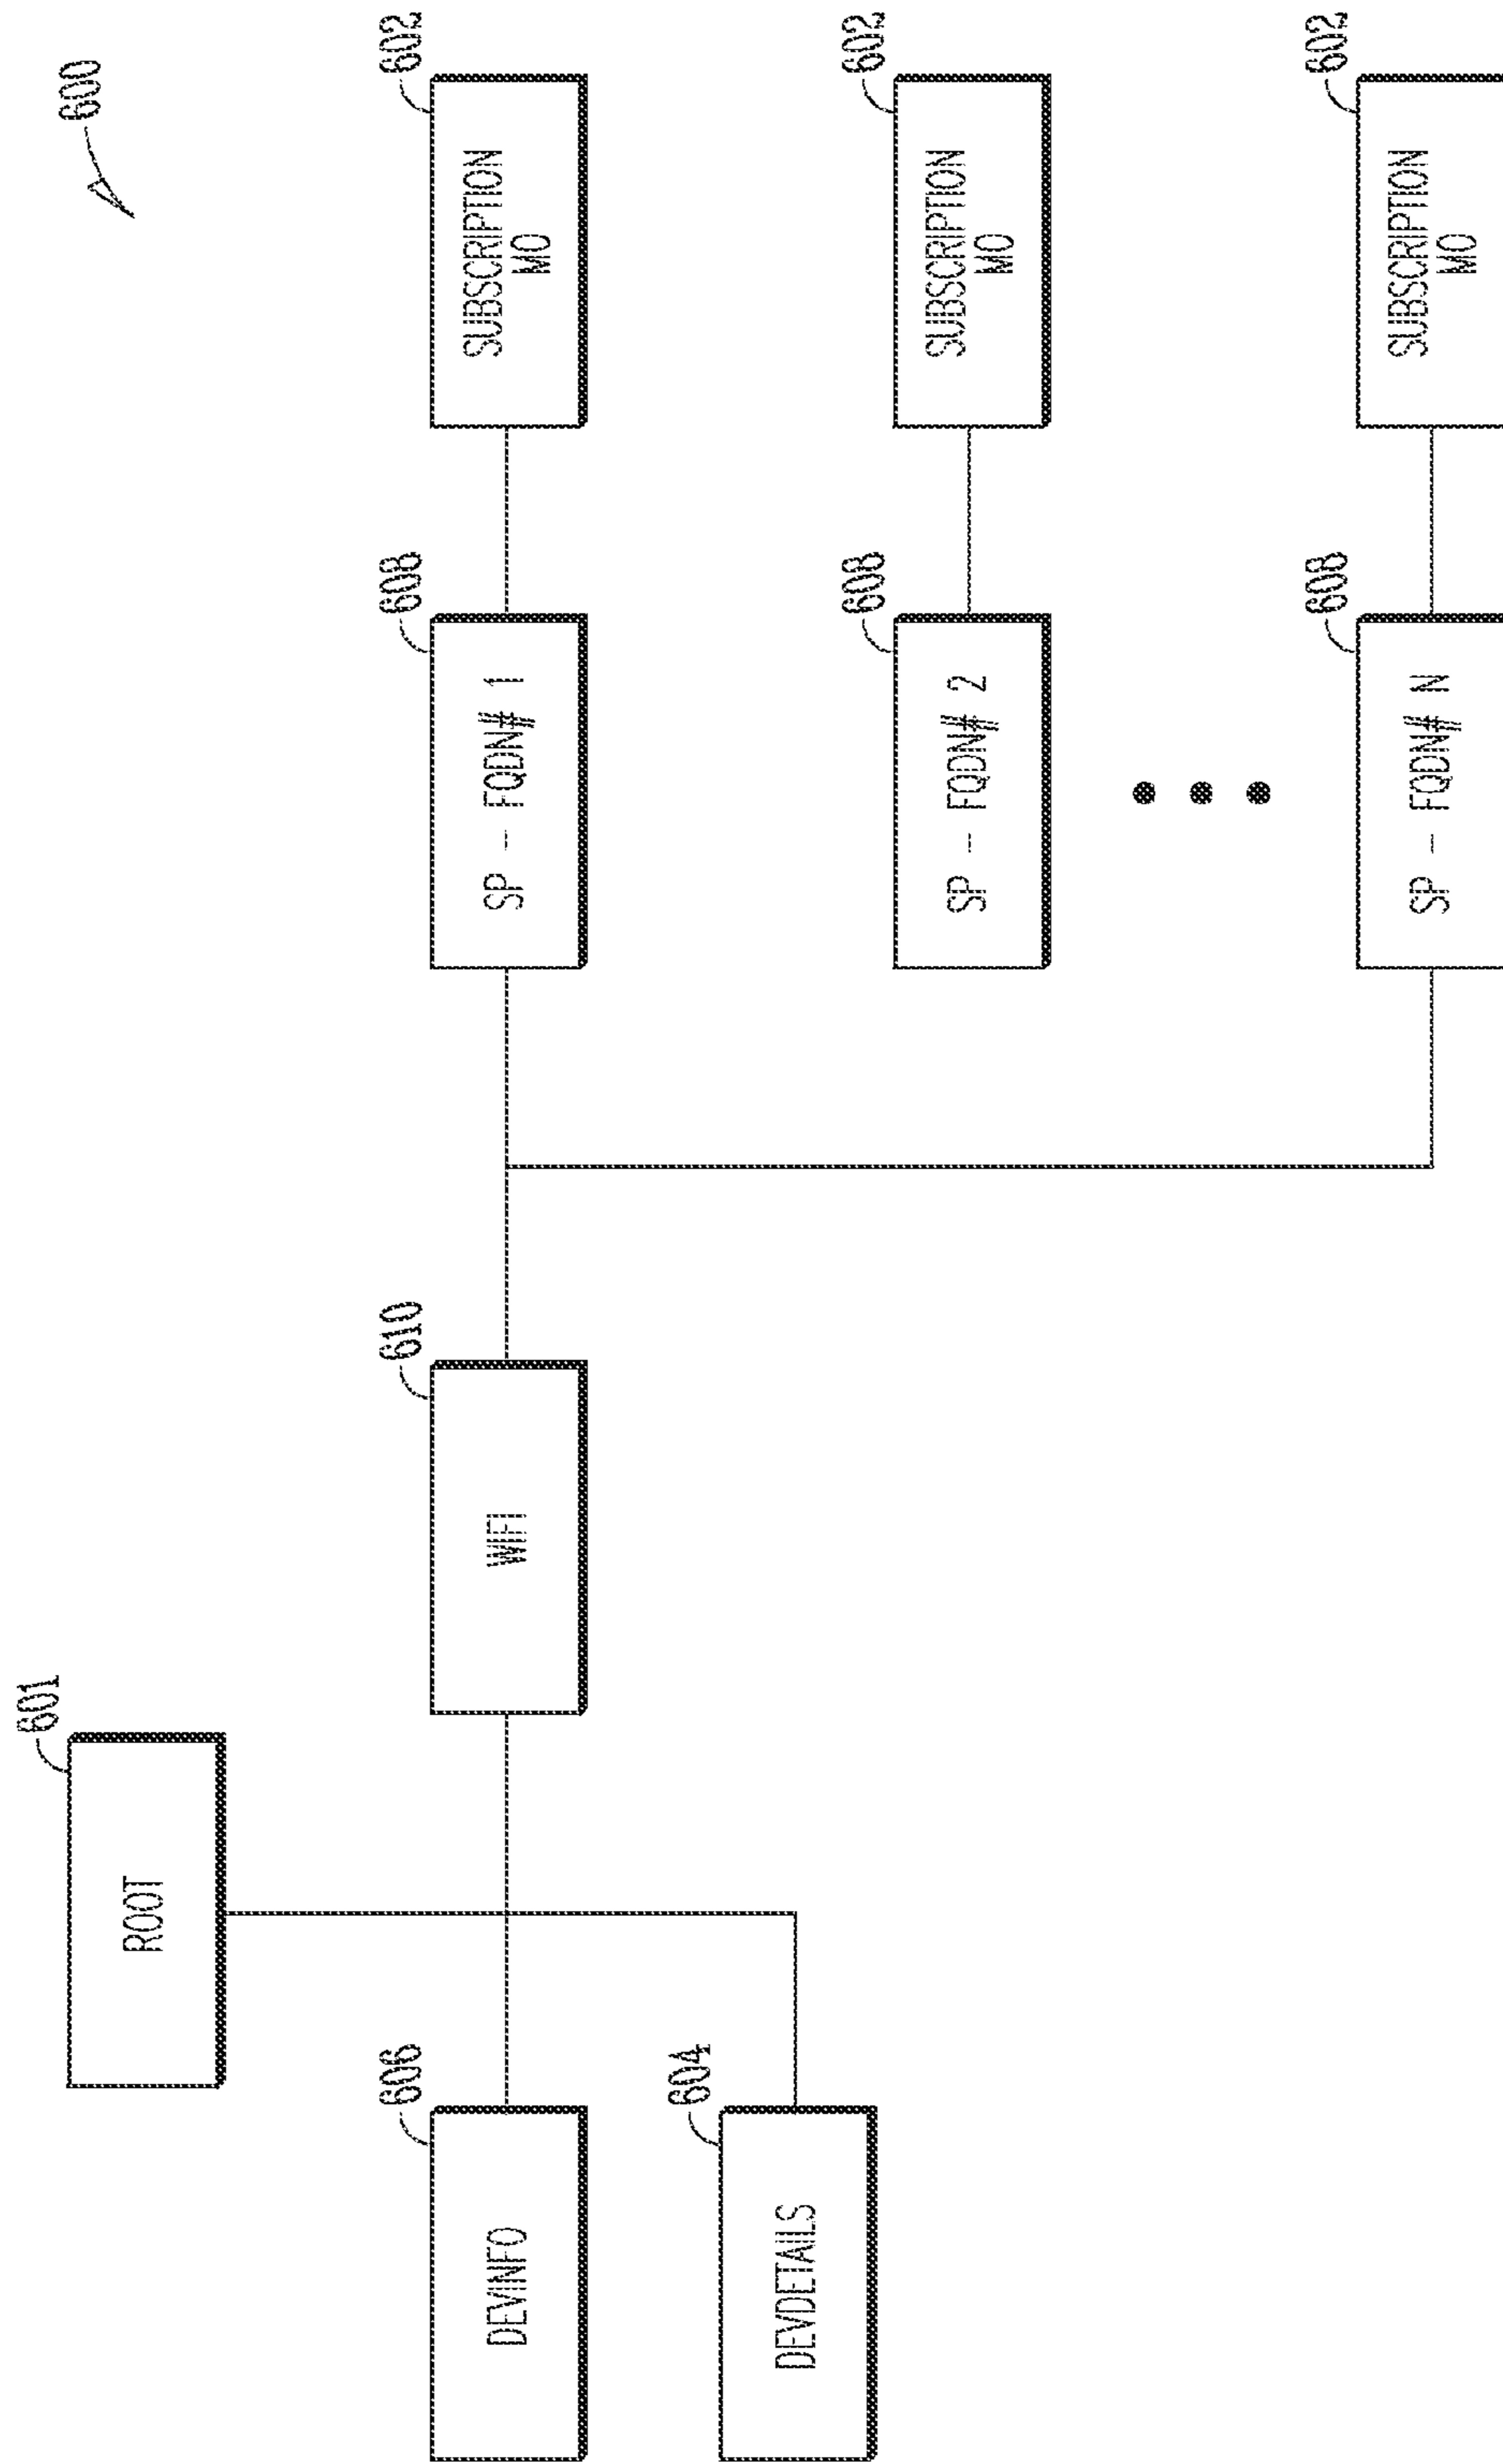 600
601
ROOT
606
DEVINFO
610
WIFI
608
SP - FQDN# 1
602
SUBSCRIPTION
MO
604
DEVDETAILS
608
SP - FQDN# 2
602
SUBSCRIPTION
MO
608
SP - FQDN# N
602
SUBSCRIPTION
MO